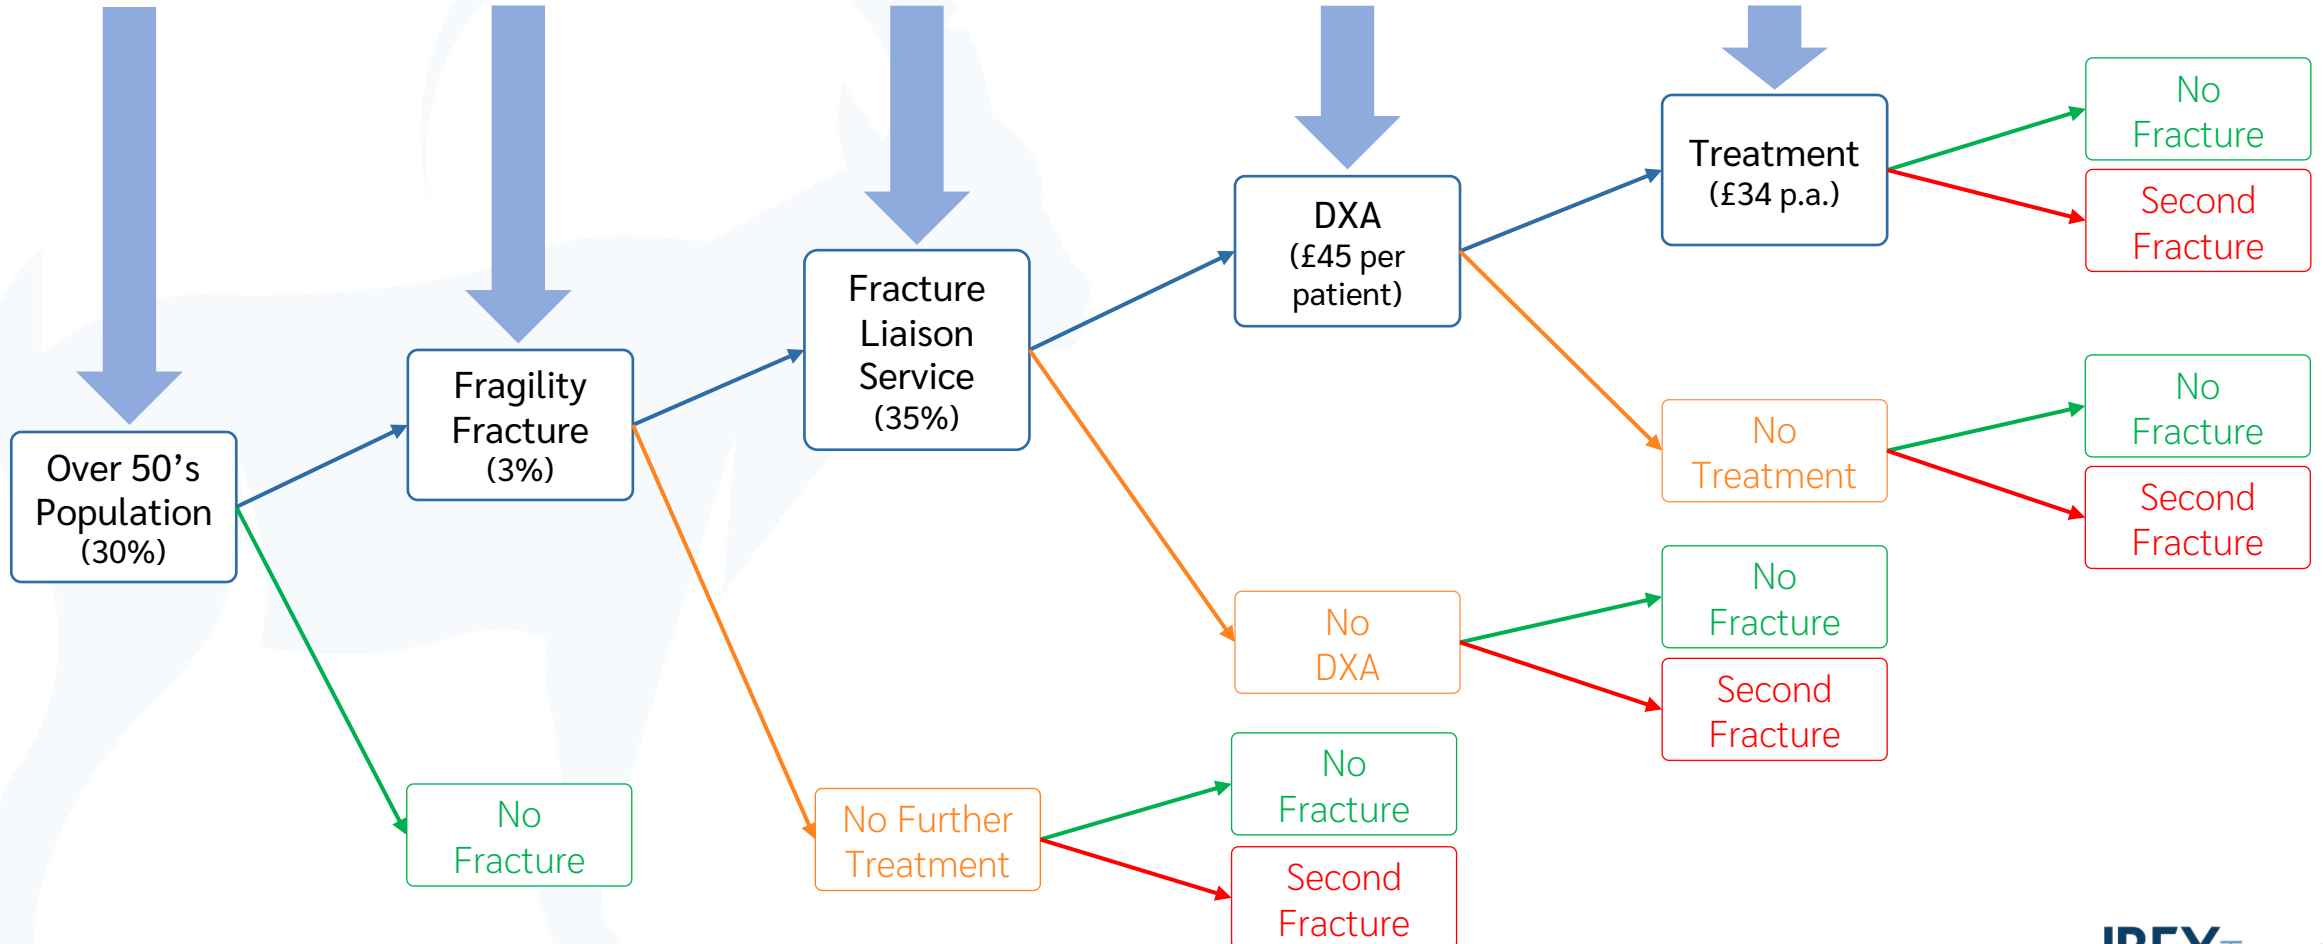 Over 50’s
Population
(30%)
Fragility
Fracture
(3%)
No
Fracture
Fracture
Liaison
Service
(35%)
No Further
Treatment
DXA
(£45 per
patient)
No
DXA
No
Fracture
Second
Fracture
Treatment
(£34 p.a.)
No
Treatment
No
Fracture
Second
Fracture
No
Fracture
Second
Fracture
No
Fracture
Second
Fracture